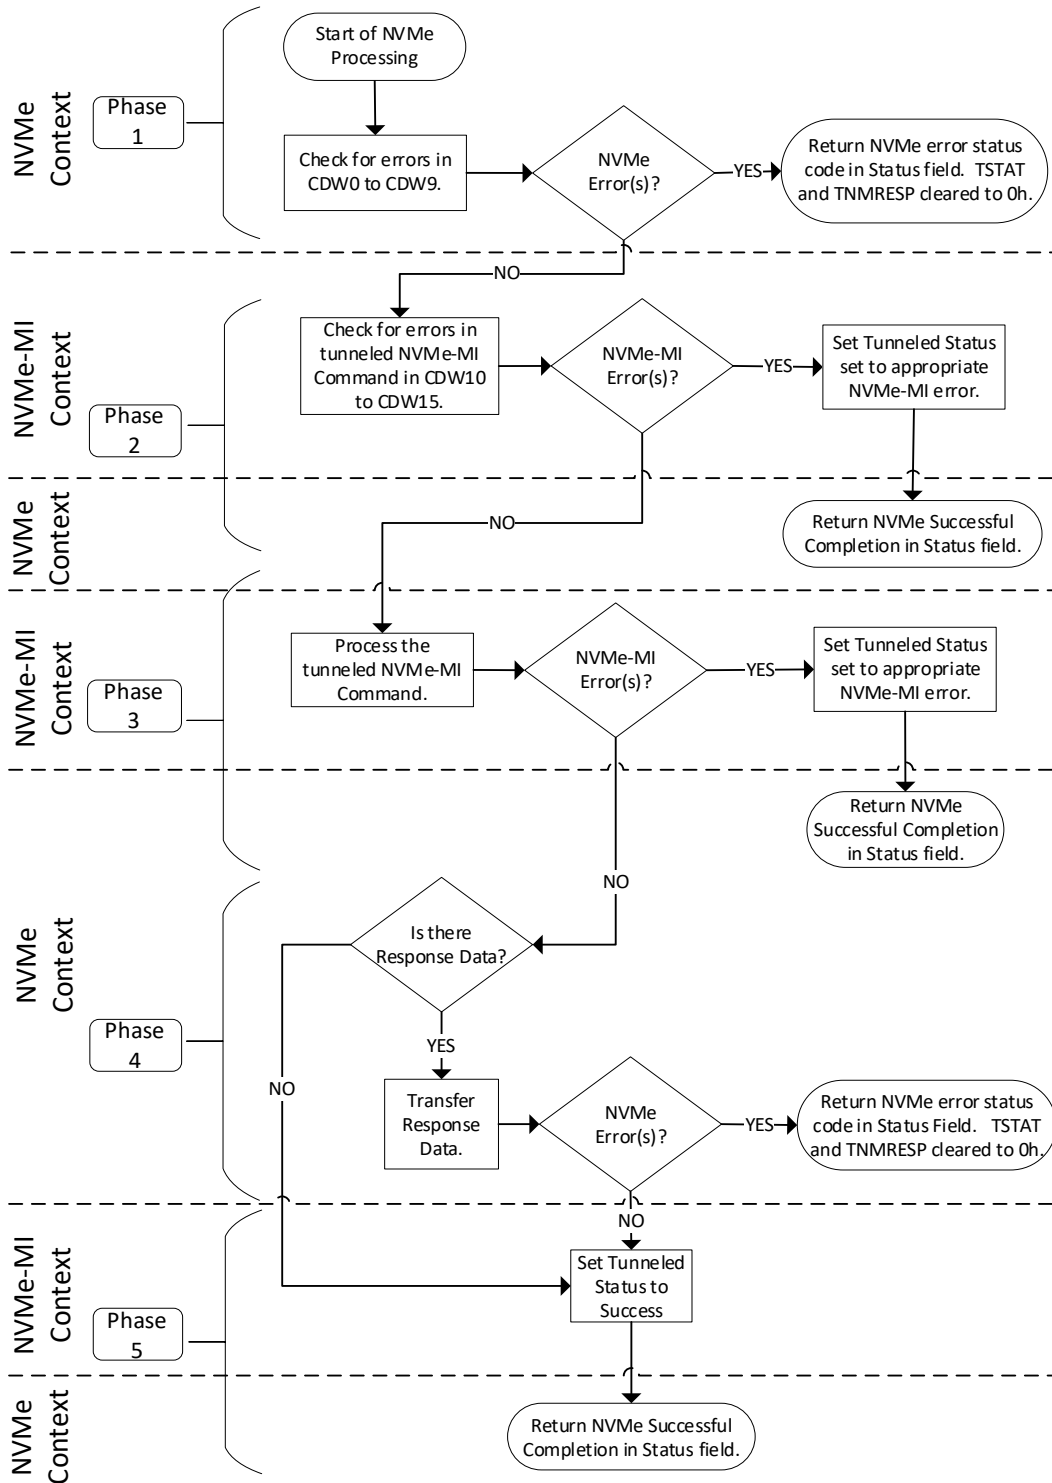 NVMe
Context
Phase
1
Start of NVMe
Processing
Check for errors in
CDW0 to CDW9.
NVMe
Error(s)?
YES
Return NVMe error status
code in Status field.  TSTAT
and TNMRESP cleared to 0h.
NO
NVMe-MI
Context
Phase
2
Check for errors in
tunneled NVMe-MI
Command in CDW10
to CDW15.
NVMe-MI
Error(s)?
YES
Set Tunneled Status
set to appropriate
NVMe-MI error.
NVMe
Context
NO
Return NVMe Successful
Completion in Status field.
NVMe-MI
Context
Phase
3
Process the
tunneled NVMe-MI
Command.
NVMe-MI
Error(s)?
YES
Set Tunneled Status
set to appropriate
NVMe-MI error.
Return NVMe
Successful Completion
in Status field.
NO
NVMe
Context
Phase
4
Is there
Response Data?
YES
NO
Transfer
Response
Data.
NVMe
Error(s)?
YES
Return NVMe error status
code in Status Field.  TSTAT
and TNMRESP cleared to 0h.
NO
NVMe-MI
Context
Phase
5
Set Tunneled
Status to
Success
NVMe
Context
Return NVMe Successful
Completion in Status field.